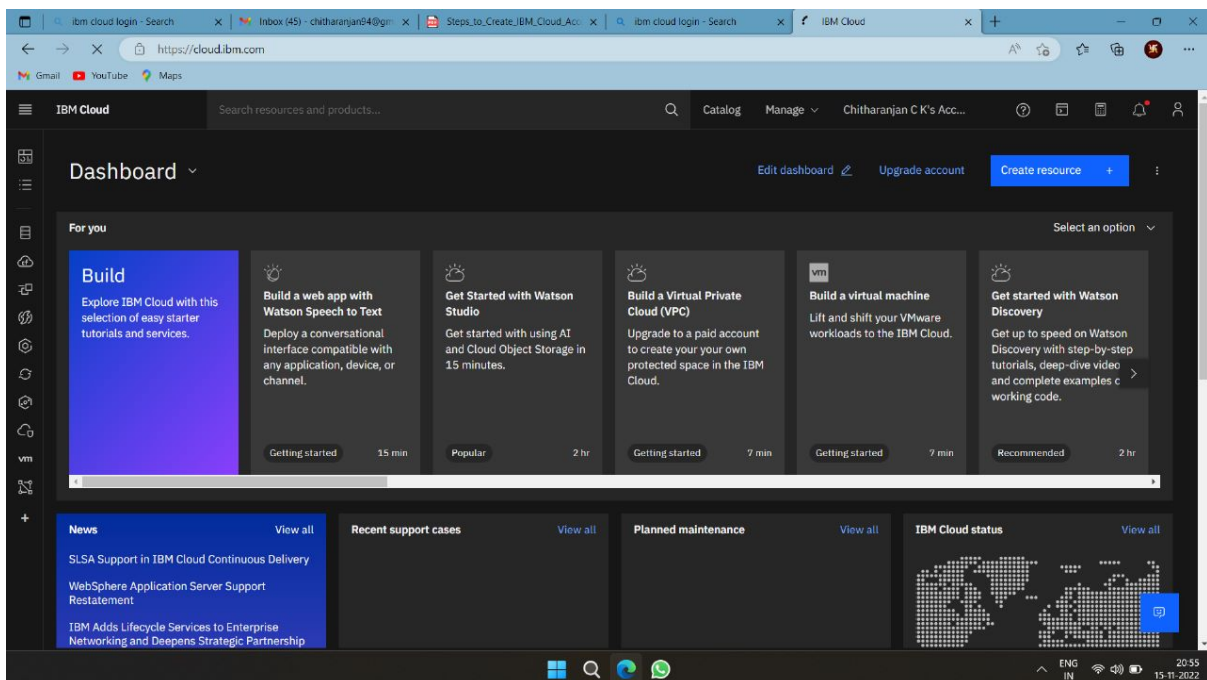 ibm cloud login - Search
Inbox (45) - chitharanjan94@gm
Steps_to_Create_IBM_Cloud_Acc
ibm cloud login - Search
IBM Cloud
https://cloud.ibm.com
Gmail
YouTube
Maps
IBM Cloud
Search resources and products...
Catalog
Manage
Chitharanjan C K's Acc...
Dashboard
Edit dashboard
Upgrade account
Create resource +
For you
Select an option
Build
Explore IBM Cloud with this
selection of easy starter
tutorials and services.
Build a web app with
Watson Speech to Text
Deploy a conversational
interface compatible with
any application, device, or
channel.
Getting started
15 min
Get Started with Watson
Studio
Get started with using AI
and Cloud Object Storage in
15 minutes.
Popular
2 hr
Build a Virtual Private
Cloud (VPC)
Upgrade to a paid account
to create your your own
protected space in the IBM
Cloud.
Getting started
7 min
vm
Build a virtual machine
Lift and shift your VMware
workloads to the IBM Cloud.
Getting started
7 min
Get started with Watson
Discovery
Get up to speed on Watson
Discovery with step-by-step
tutorials, deep-dive video
and complete examples
working code.
Recommended
2 hr
vm
News
View all
SLSA Support in IBM Cloud Continuous Delivery
WebSphere Application Server Support
Restatement
IBM Adds Lifecycle Services to Enterprise
Networking and Deepens Strategic Partnership
Recent support cases
View all
Planned maintenance
View all
IBM Cloud status
View all
ENG
IN
20:55
15-11-2022